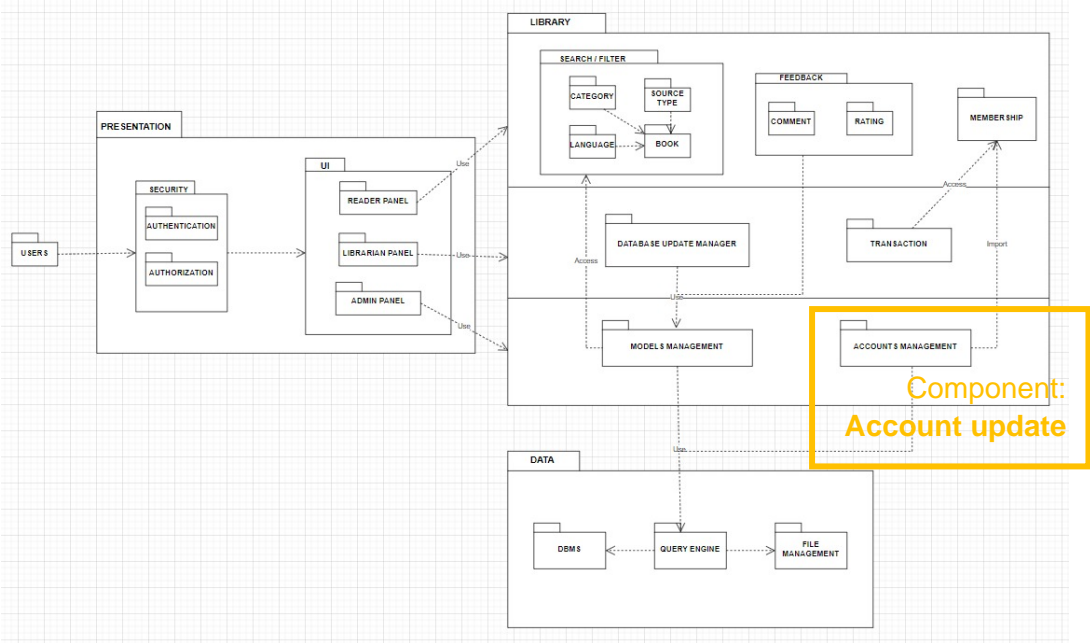 LIBRARY
SEARCH / FILTER
CATEGORY
SOURCE
TYPE
LANGUAGE
BOOK
FEEDBACK
COMMENT
RATING
MEMBERSHIP
PRESENTATION
SECURITY
AUTHENTICATION
AUTHORIZATION
USERS
UI
READER PANEL
LIBRARIAN PANEL
ADMIN PANEL
Use
Use
Use
Access
DATABASE UPDATE MANAGER
TRANSACTION
Access
Import
Use
MODELS MANAGEMENT
ACCOUNTS MANAGEMENT
Component:
Account update
Use
DATA
DBMS
QUERY ENGINE
FILE
MANAGEMENT